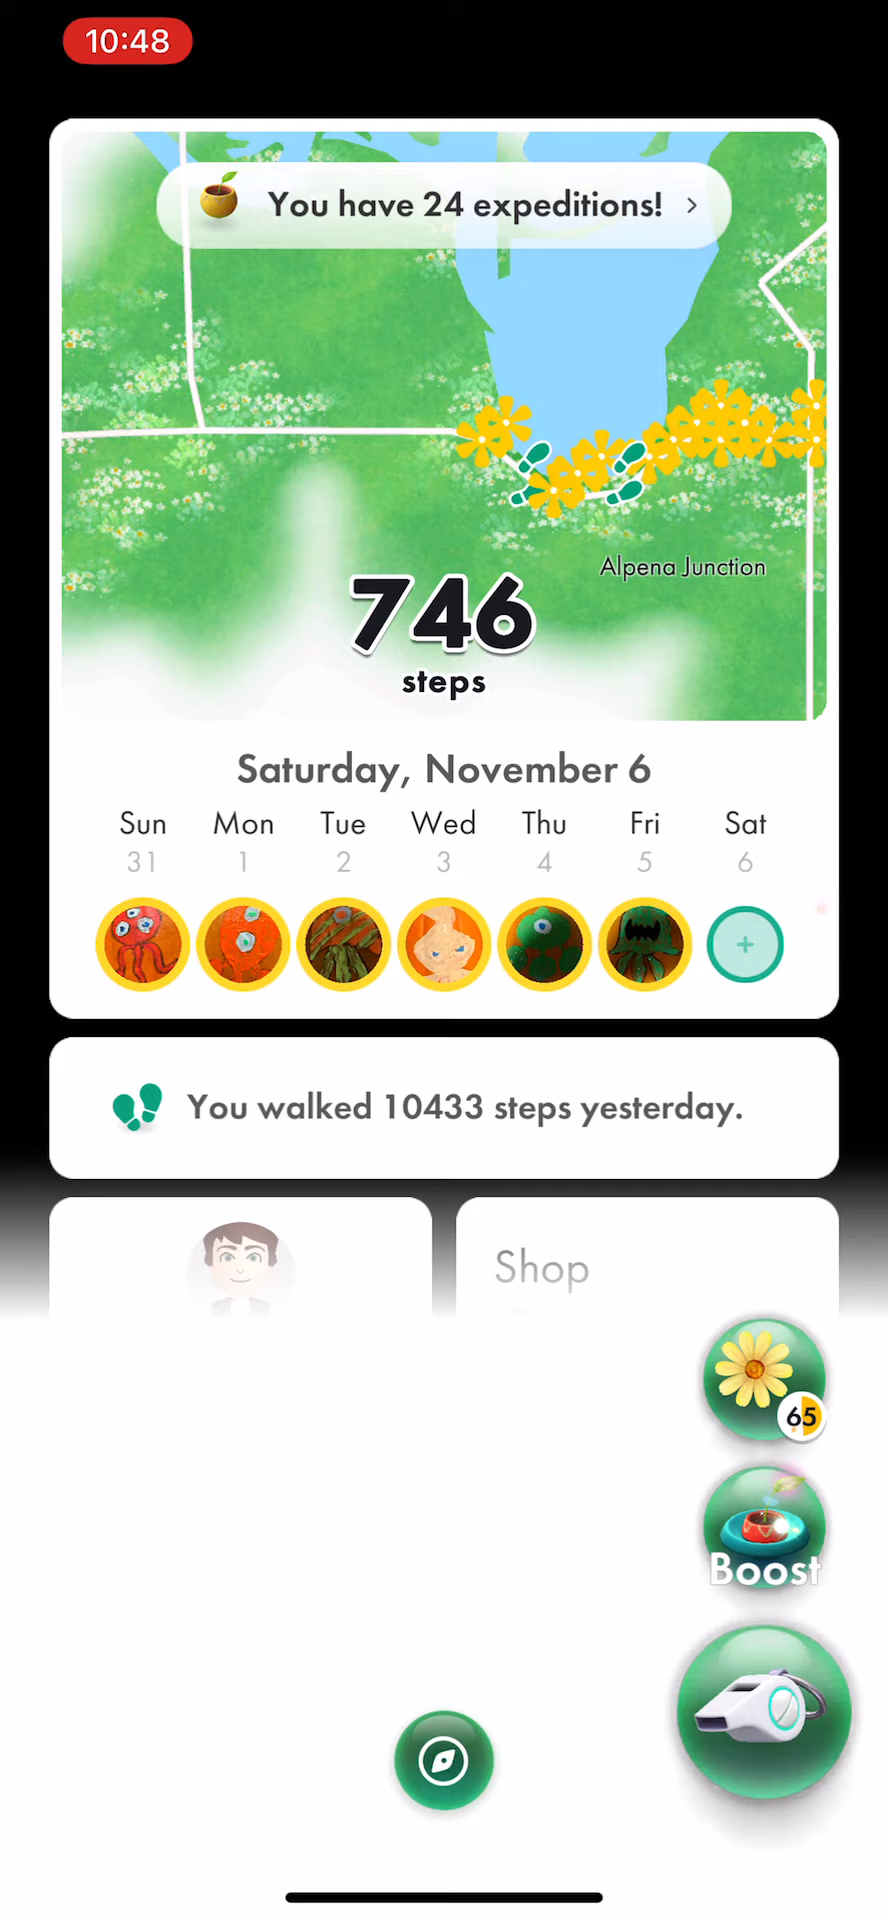 10:48
You have 24 expeditions!
Alpena Junction
746
steps
Saturday, November 6
Sun Mon Tue Wed Thu Fri Sat
31 1 2 3 4 5 6
You walked 10433 steps yesterday.
Shop
65
Boost